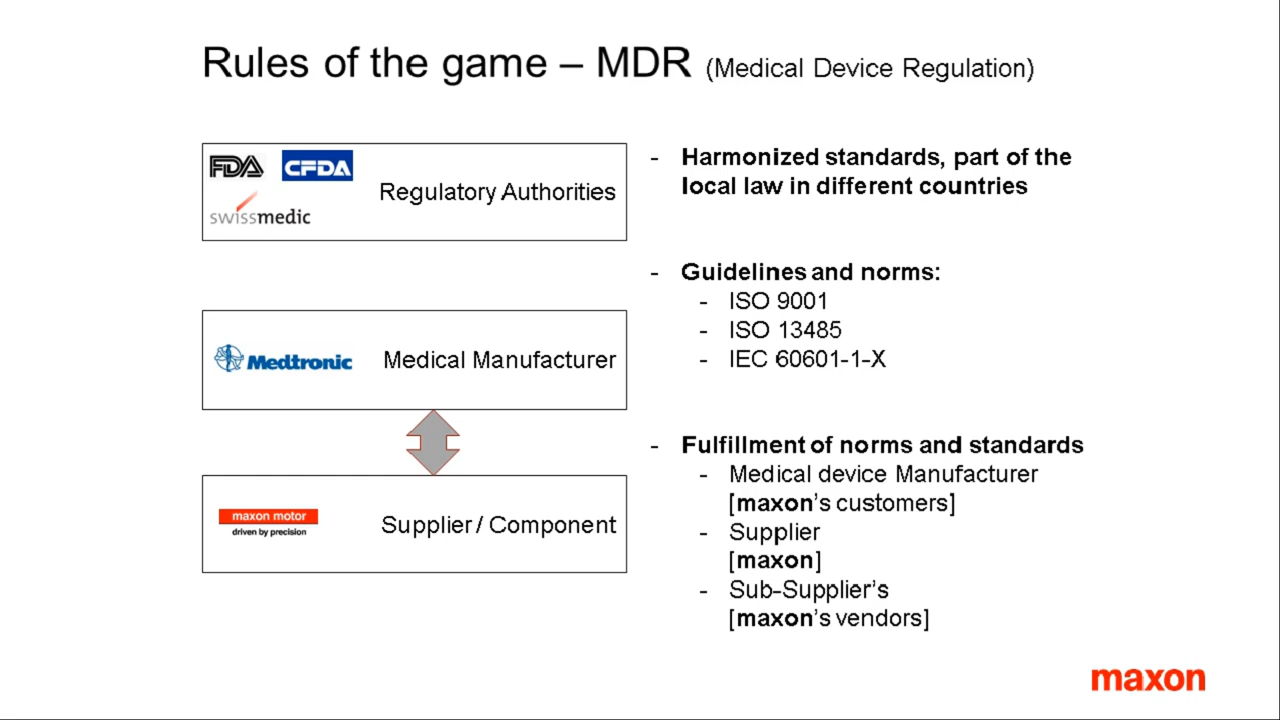 Rules of the game – MDR (Medical Device Regulation)
FDA CFDA
swissmedic
Regulatory Authorities
- Harmonized standards, part of the
local law in different countries
- Guidelines and norms:
- ISO 9001
- ISO 13485
- IEC 60601-1-X
Medtronic
Medical Manufacturer
- Fulfillment of norms and standards
- Medical device Manufacturer
[maxon's customers]
- Supplier
[maxon]
- Sub-Supplier's
[maxon's vendors]
maxon motor
driven by precision
Supplier / Component
maxon